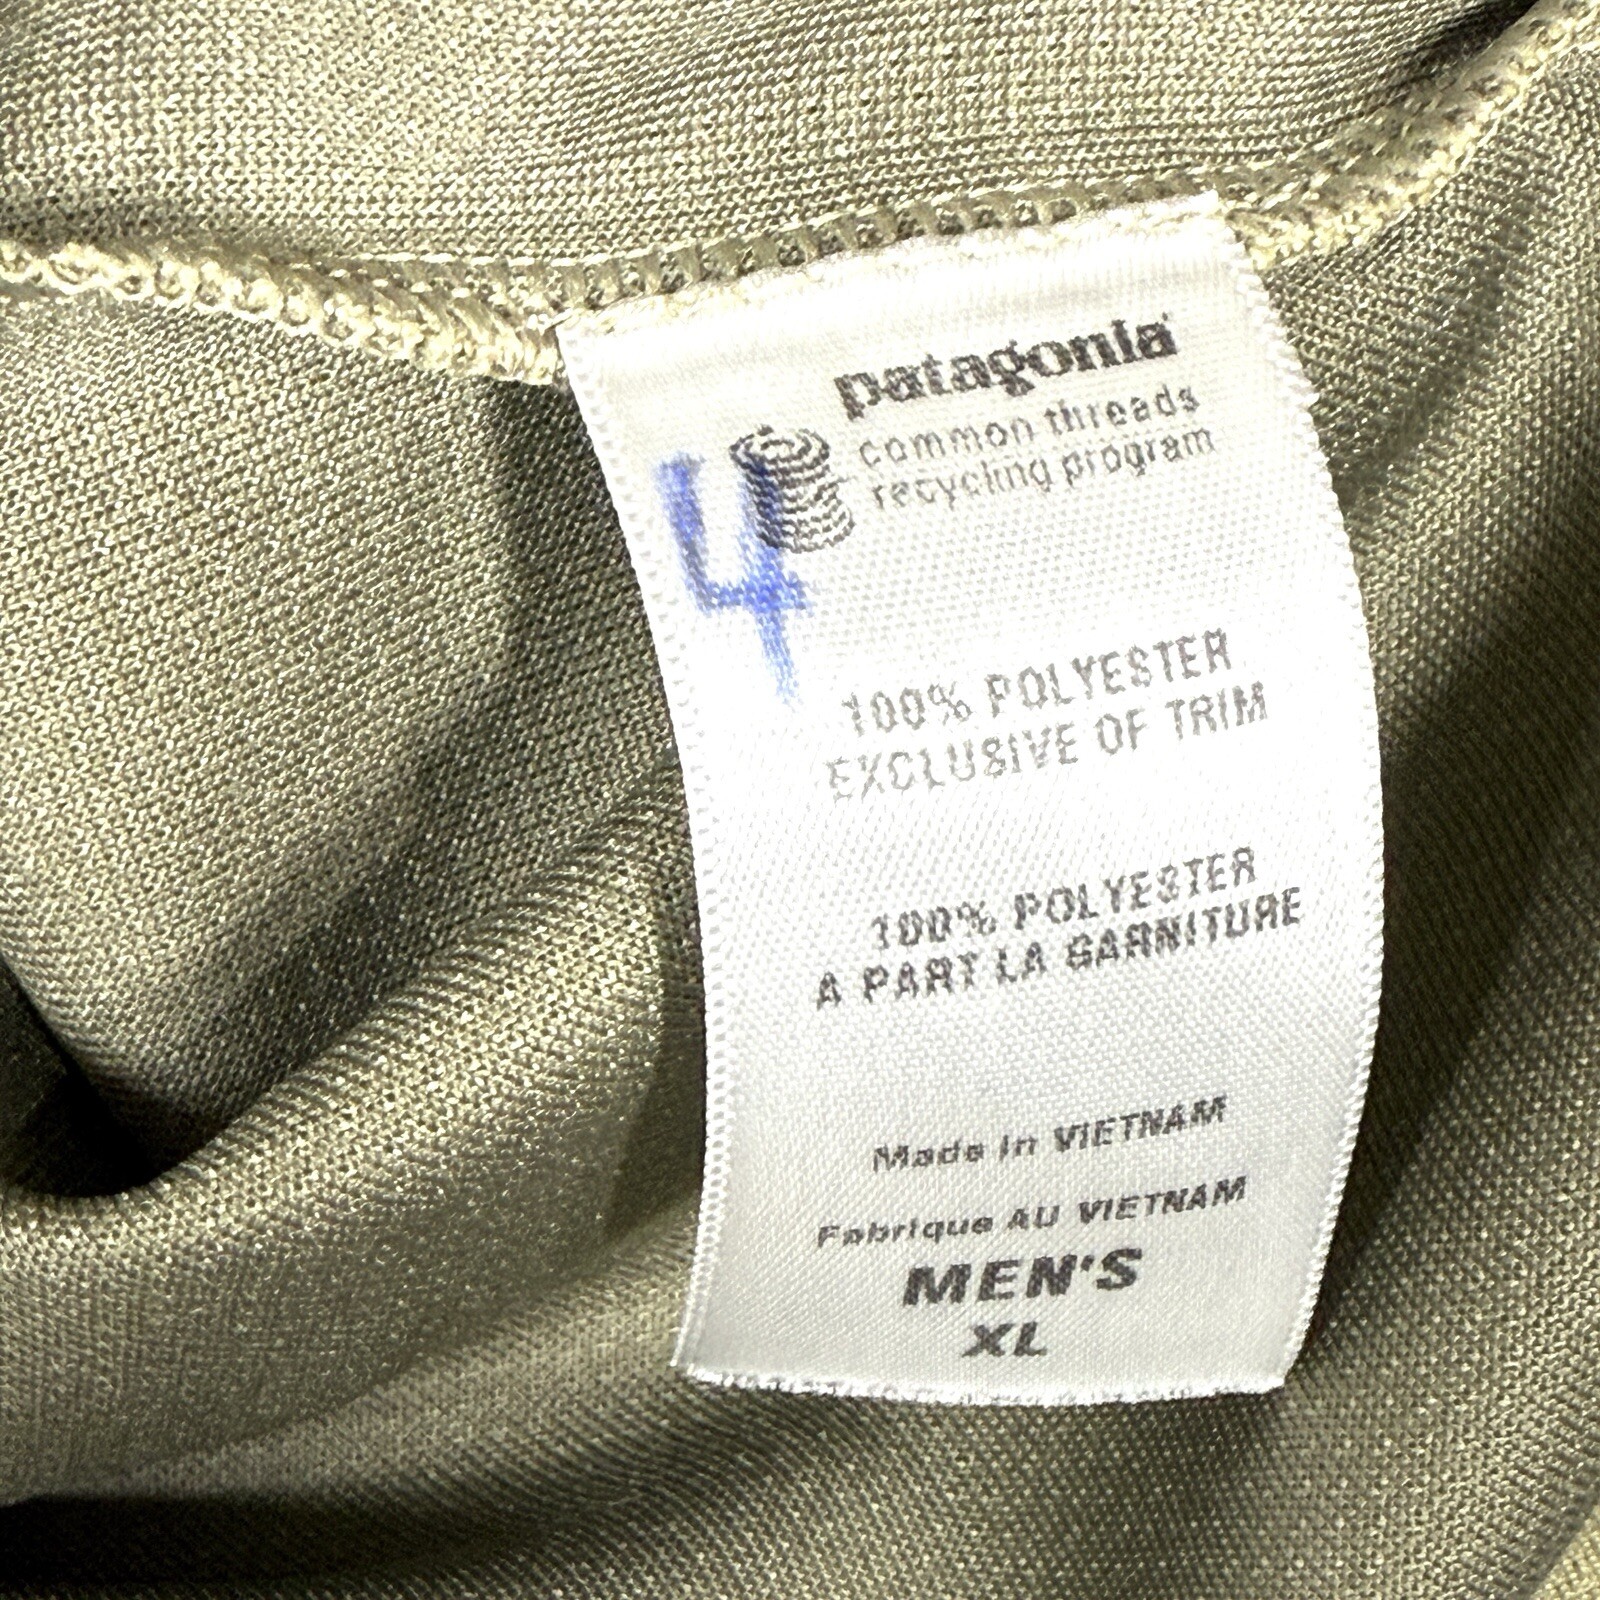 patagonia
common threads
recycling program
4
100% POLYESTER
EXCLUSIVE OF TRIM
100% POLYESTER
A PART LA GARNITURE
Made in VIETNAM
Fabrique AU VIETNAM
MEN'S
XL